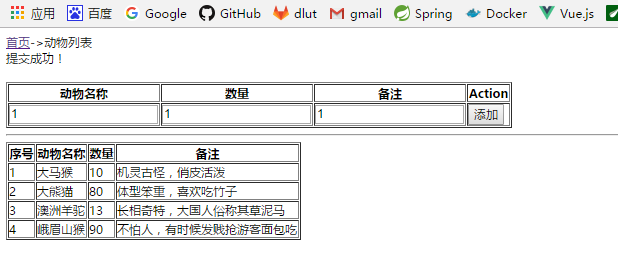 应用 百度 Google GitHub dlut gmail Spring Docker Vue.js
首页->动物列表
提交成功！
动物名称 数量 备注 Action
1 1 1 添加
序号 动物名称 数量 备注
1 大马猴 10 机灵古怪，俏皮活泼
2 大熊猫 80 体型笨重，喜欢吃竹子
3 澳洲羊驼 13 长相奇特，大国人俗称其草泥马
4 峨眉山猴 90 不怕人，有时候发贱抢游客面包吃